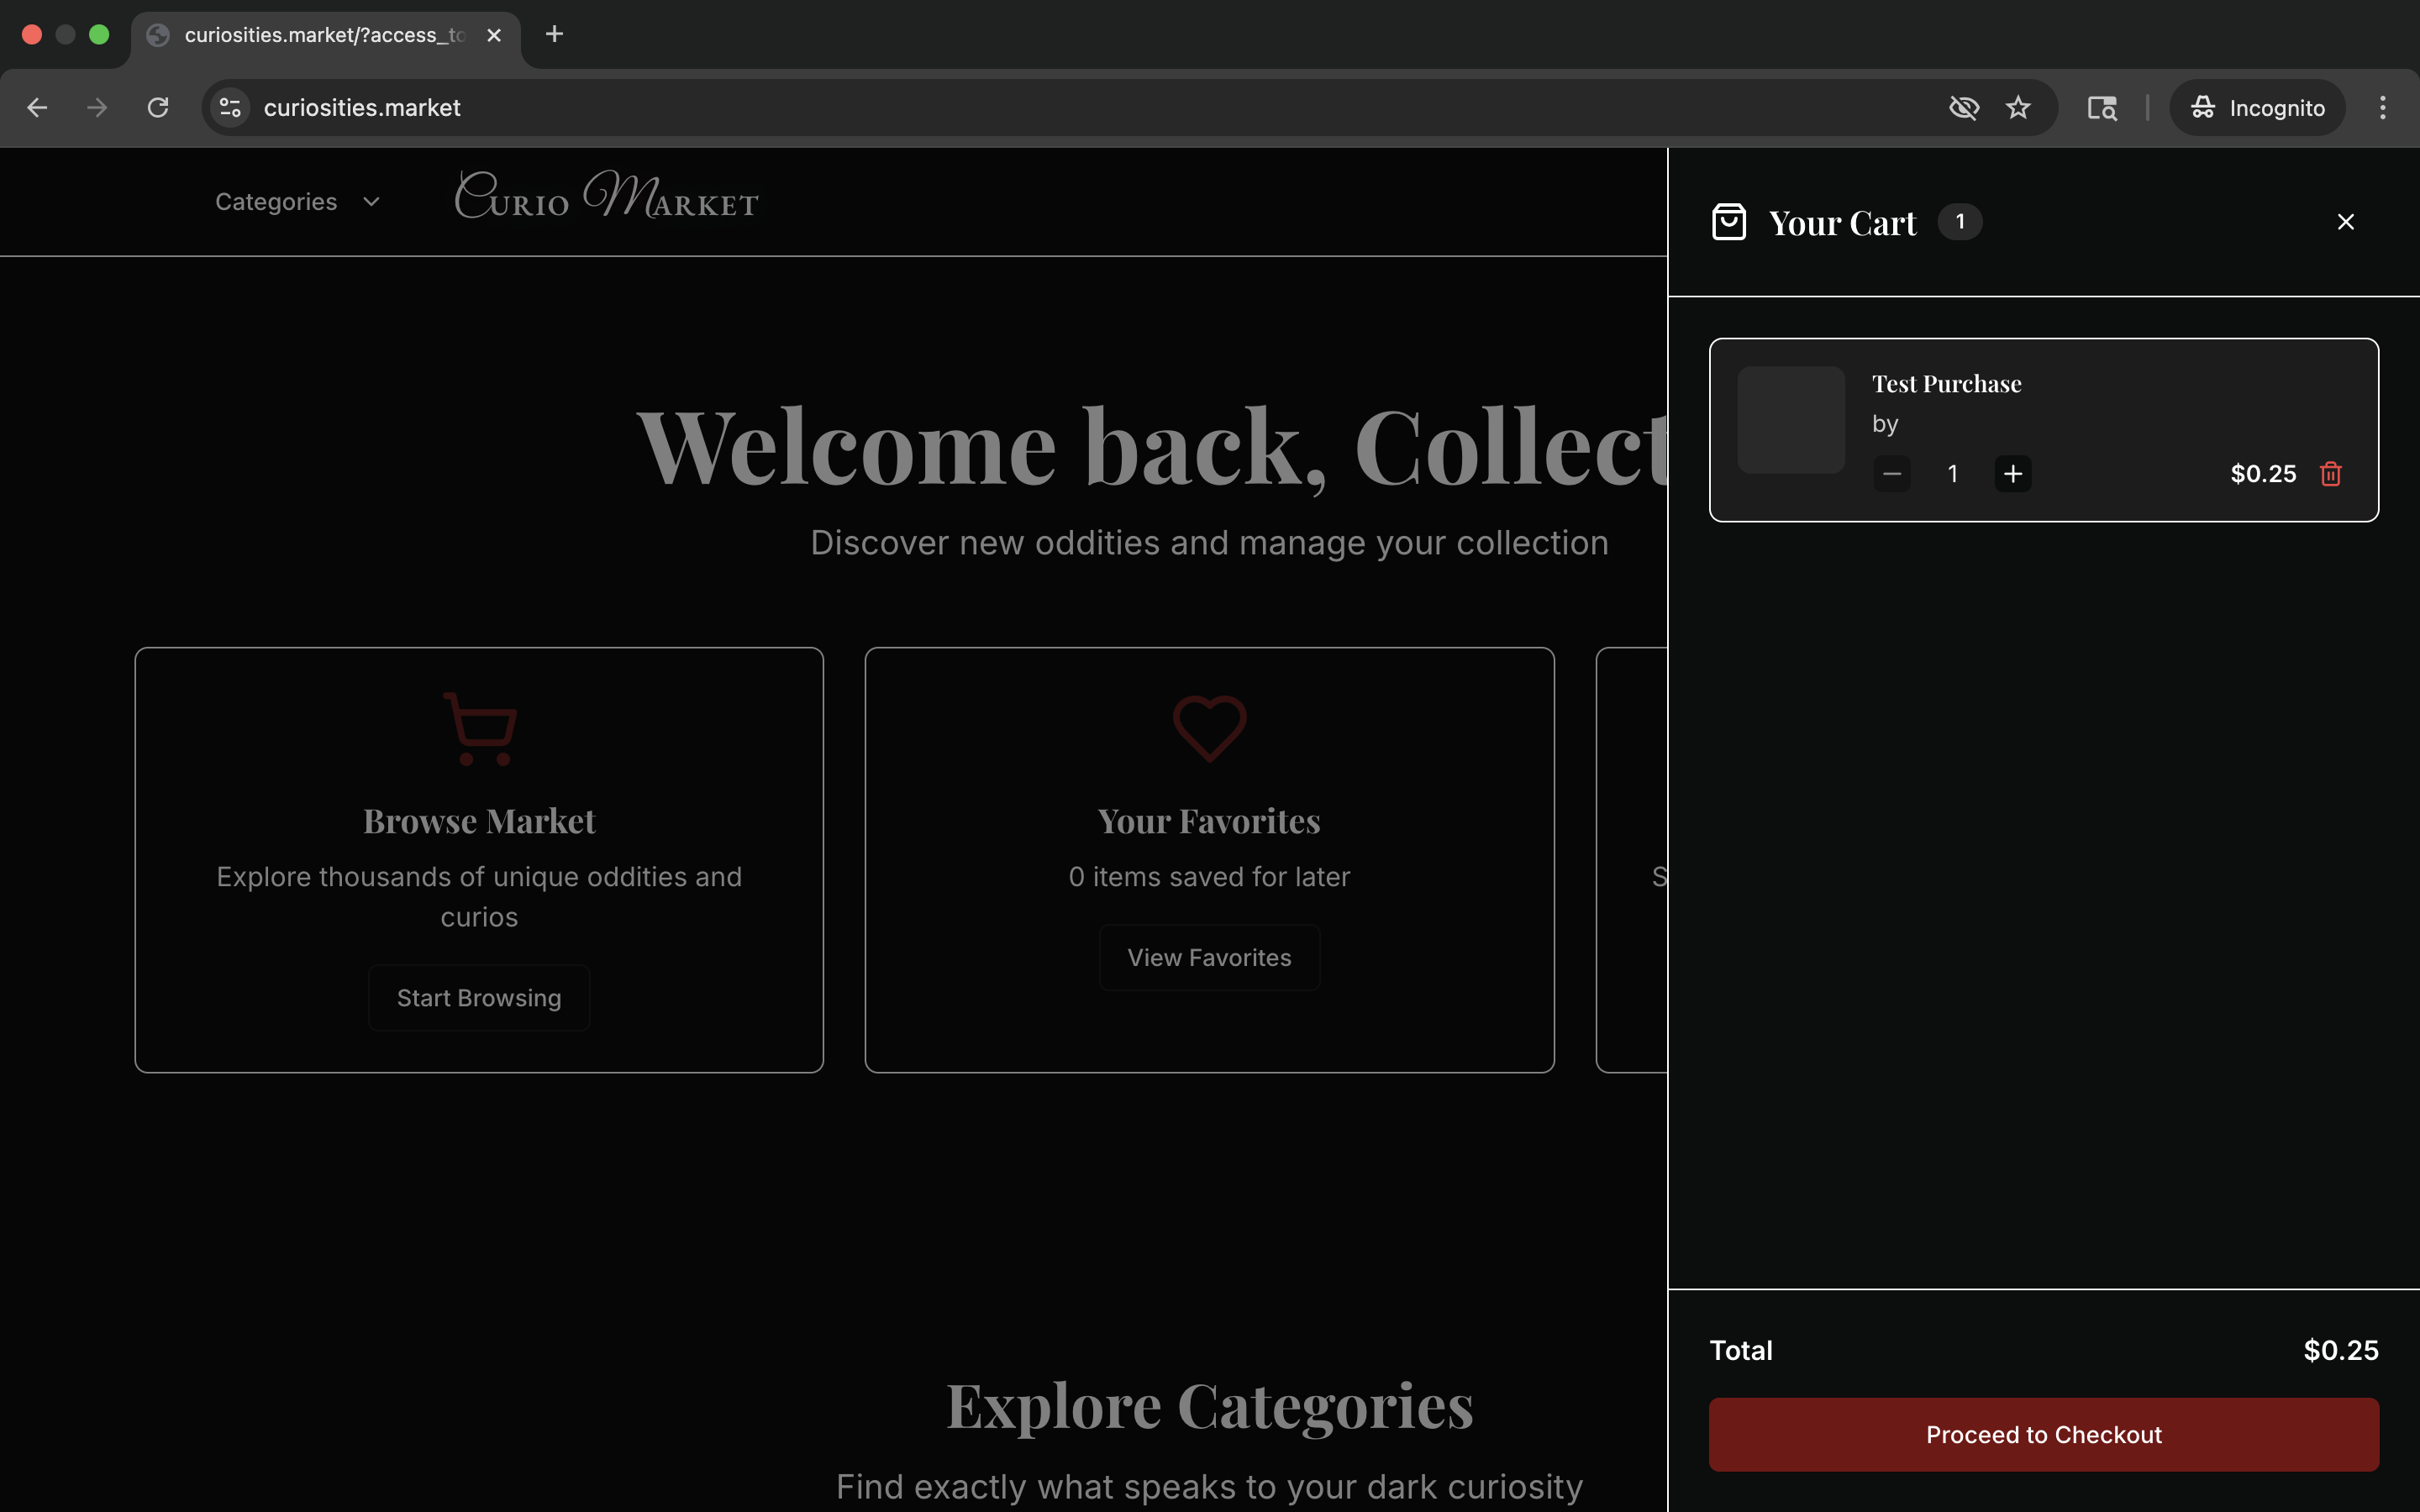 curiosities.market/?access_to
curiosities.market
Incognito
Categories
Curio Market
Your Cart
1
Welcome back, Collect
Discover new oddities and manage your collection
Test Purchase
by
1
$0.25
Browse Market
Explore thousands of unique oddities and
curios
Start Browsing
Your Favorites
0 items saved for later
View Favorites
S
Explore Categories
Find exactly what speaks to your dark curiosity
Total
$0.25
Proceed to Checkout